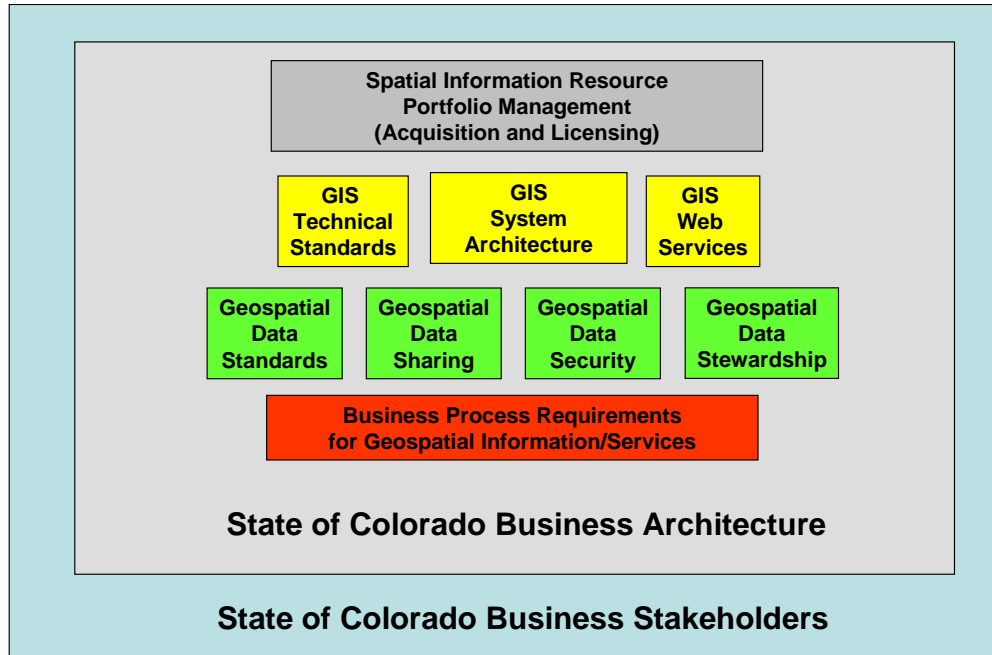 Spatial Information Resource
Portfolio Management
(Acquisition and Licensing)
GIS
Technical
Standards
GIS
System
Architecture
GIS
Web
Services
Geospatial
Data
Standards
Geospatial
Data
Sharing
Geospatial
Data
Security
Geospatial
Data
Stewardship
Business Process Requirements
for Geospatial Information/Services
State of Colorado Business Architecture
State of Colorado Business Stakeholders